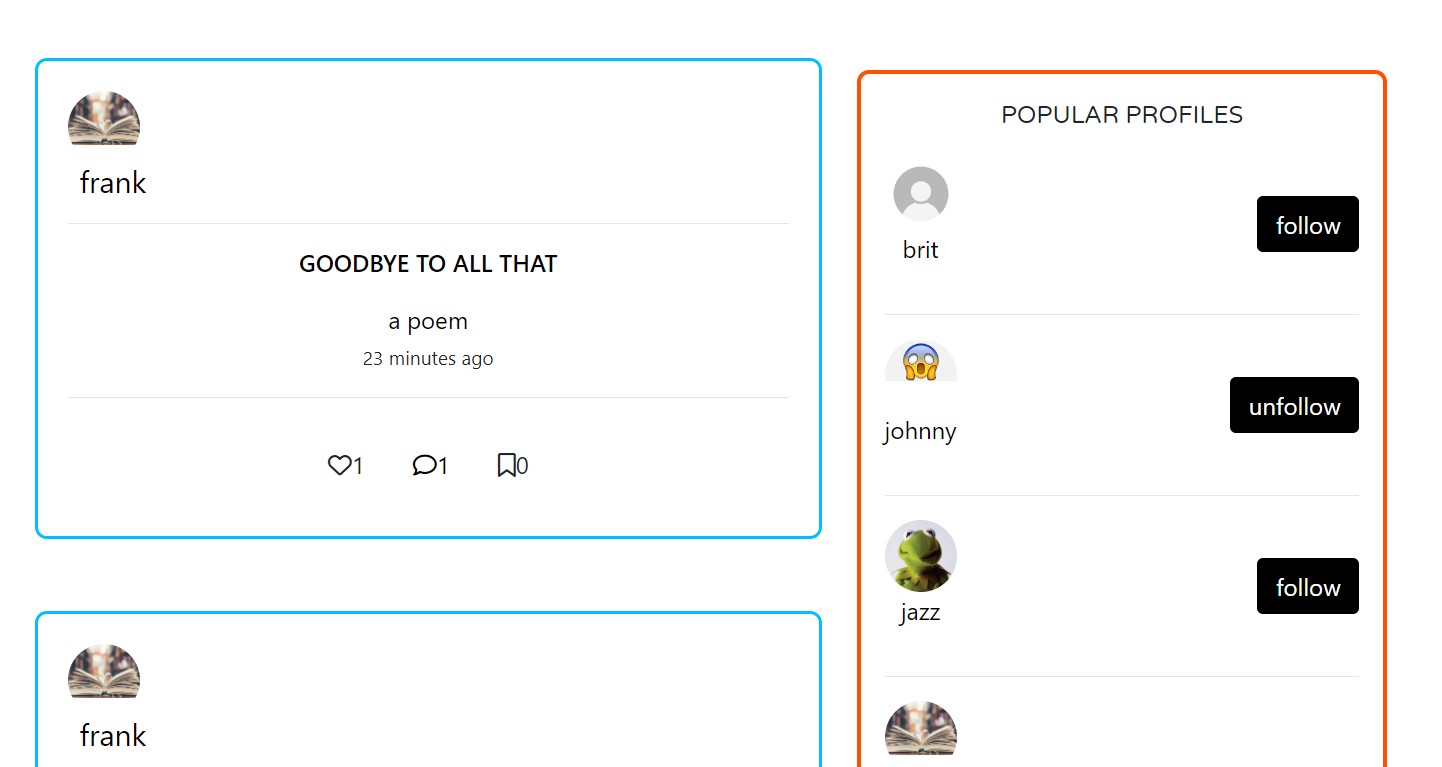 frank
GOODBYE TO ALL THAT
a poem
23 minutes ago
1 1 0
frank
POPULAR PROFILES
brit
follow
johnny
unfollow
jazz
follow